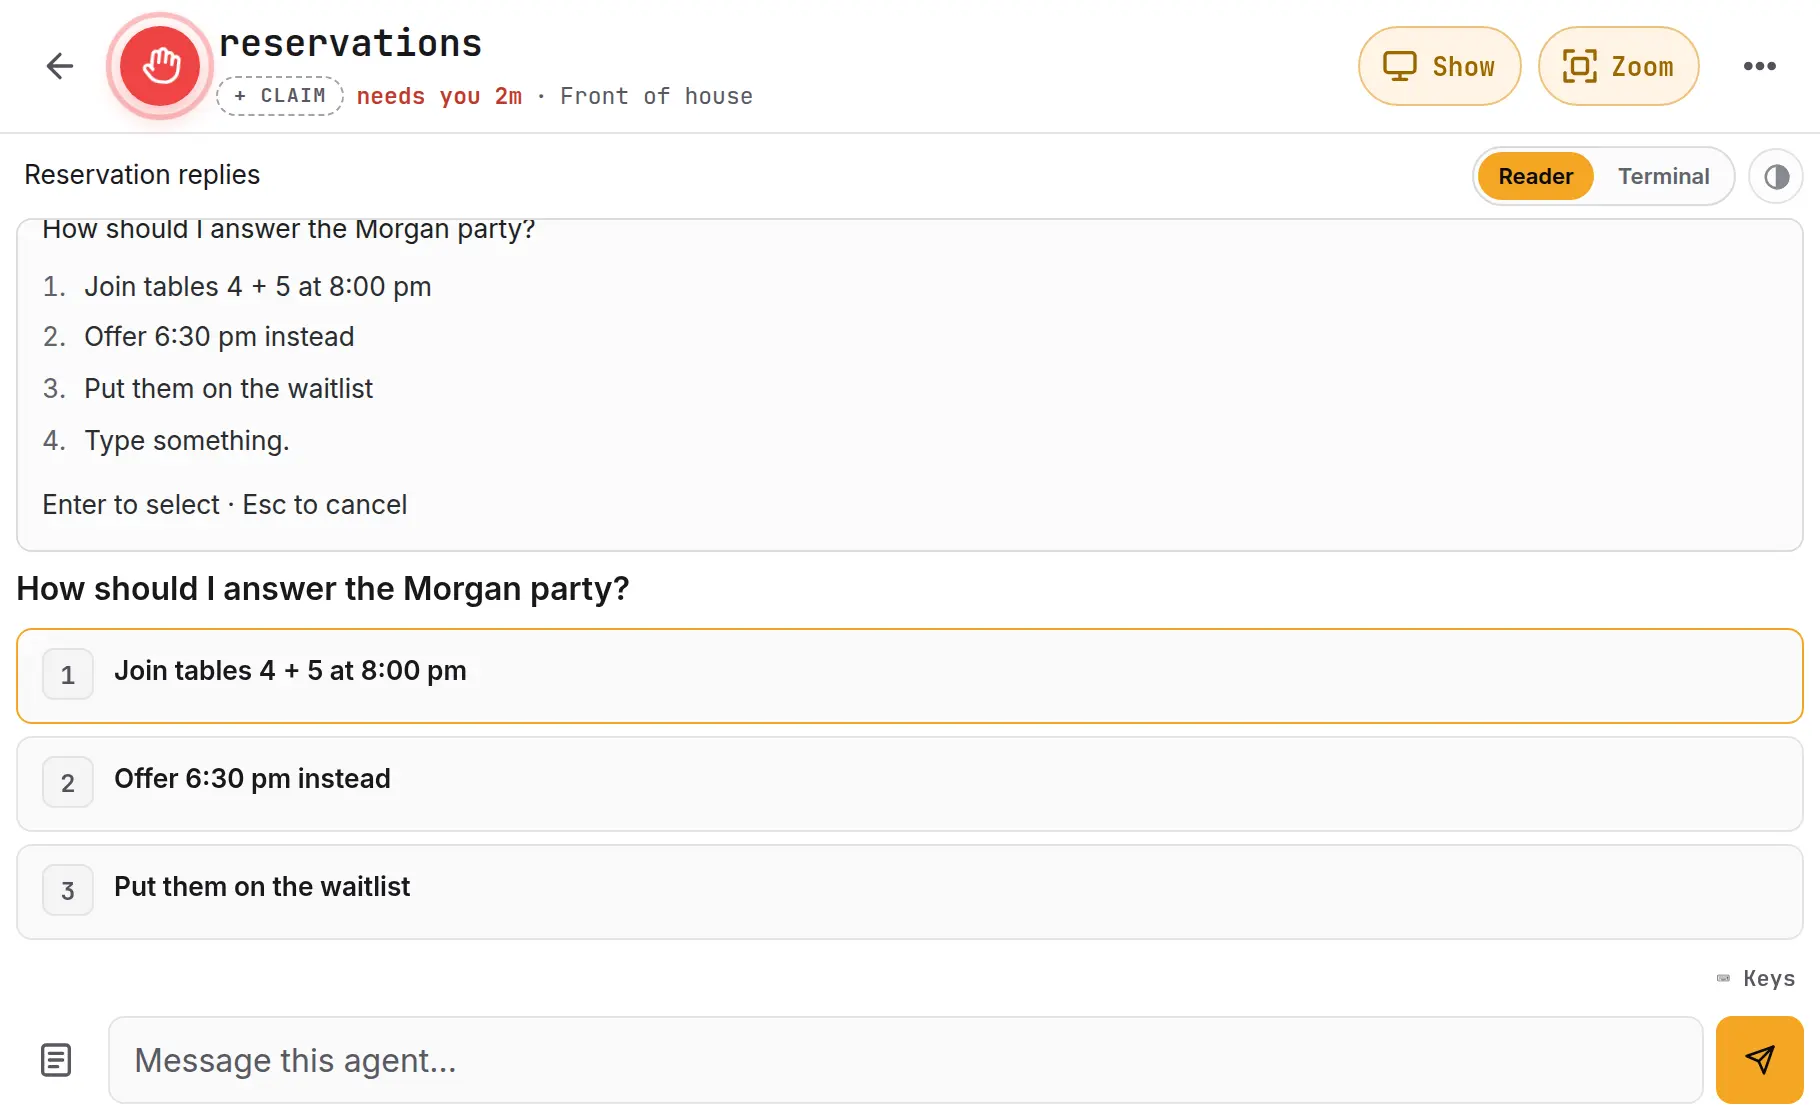 reservations
Show
Zoom
+ CLAIM
needs you 2m · Front of house
Reservation replies
Reader
Terminal
How should I answer the Morgan party?
1. Join tables 4 + 5 at 8:00 pm
2. Offer 6:30 pm instead
3. Put them on the waitlist
4. Type something.
Enter to select · Esc to cancel
How should I answer the Morgan party?
1 Join tables 4 + 5 at 8:00 pm
2 Offer 6:30 pm instead
3 Put them on the waitlist
Keys
Message this agent...